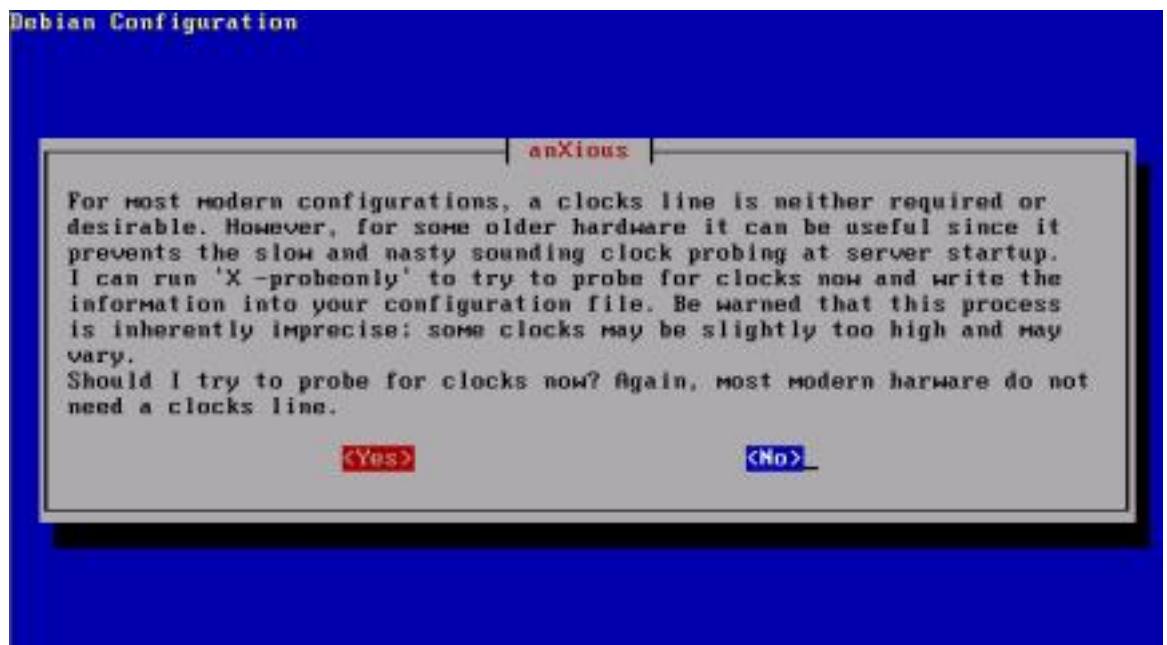 Debian Configuration
anXious
For most modern configurations, a clocks line is neither required or
desirable. However, for some older hardware it can be useful since it
prevents the slow and nasty sounding clock probing at server startup.
I can run 'X -probeonly' to try to probe for clocks now and write the
information into your configuration file. Be warned that this process
is inherently imprecise; some clocks may be slightly too high and may
vary.
Should I try to probe for clocks now? Again, most modern harware do not
need a clocks line.
<Yes> <No>